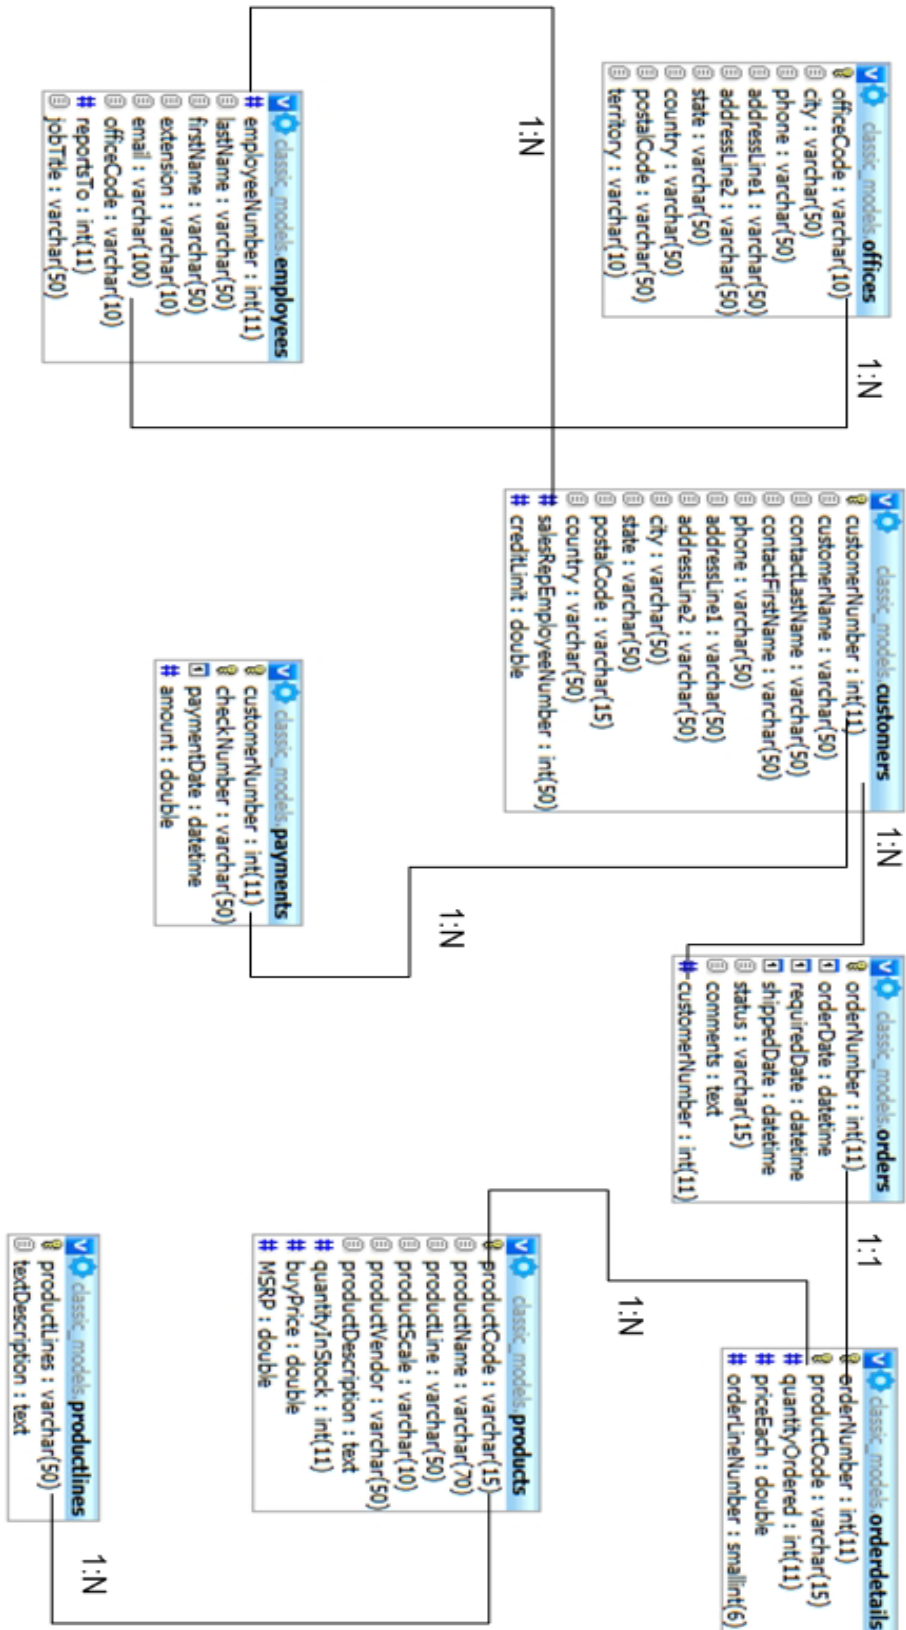 classic_models.offices
officeCode : varchar(10)
city : varchar(50)
phone : varchar(50)
addressLine1 : varchar(50)
addressLine2 : varchar(50)
state : varchar(50)
country : varchar(50)
postalCode : varchar(50)
territory : varchar(10)
1:N
1:N
classic_models.employees
employeeNumber : int(11)
lastName : varchar(50)
firstName : varchar(50)
extension : varchar(10)
email : varchar(100)
officeCode : varchar(10)
reportsTo : int(11)
jobTitle : varchar(50)
classic_models.customers
customerNumber : int(11)
customerName : varchar(50)
contactLastName : varchar(50)
contactFirstName : varchar(50)
phone : varchar(50)
addressLine1 : varchar(50)
addressLine2 : varchar(50)
city : varchar(50)
state : varchar(50)
postalCode : varchar(15)
country : varchar(50)
salesRepEmployeeNumber : int(50)
creditLimit : double
1:N
1:N
classic_models.payments
customerNumber : int(11)
checkNumber : varchar(50)
paymentDate : datetime
amount : double
classic_models.orders
orderNumber : int(11)
orderDate : datetime
requiredDate : datetime
shippedDate : datetime
status : varchar(15)
comments : text
customerNumber : int(11)
1:1
classic_models.orderdetails
orderNumber : int(11)
productCode : varchar(15)
quantityOrdered : int(11)
priceEach : double
orderLineNumber : smallint(6)
1:N
classic_models.products
productCode : varchar(15)
productName : varchar(70)
productLine : varchar(50)
productScale : varchar(10)
productVendor : varchar(50)
productDescription : text
quantityInStock : int(11)
buyPrice : double
MSRP : double
1:N
classic_models.productlines
productLines : varchar(50)
textDescription : text